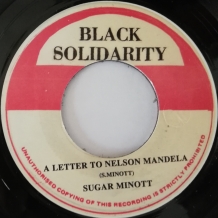 BLACK
SOLIDARITY
A LETTER TO NELSON MANDELA
(S.MINOTT)
SUGAR MINOTT
UNAUTHORISED COPYING OF THIS RECORDING IS STRICTLY PROHIBITED